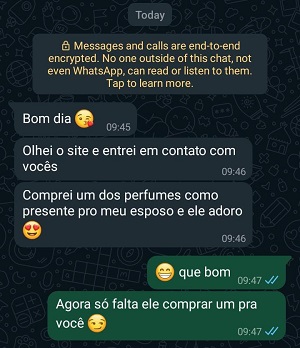 Today
Messages and calls are end-to-end
encrypted. No one outside of this chat, not
even WhatsApp, can read or listen to them.
Tap to learn more.
Bom dia 😘
09:45
Olhei o site e entrei em contato com
vocês
09:46
Comprei um dos perfumes como
presente pro meu esposo e ele adoro
😍
09:46
😁 que bom
09:47
Agora só falta ele comprar um pra
você 😏
09:47